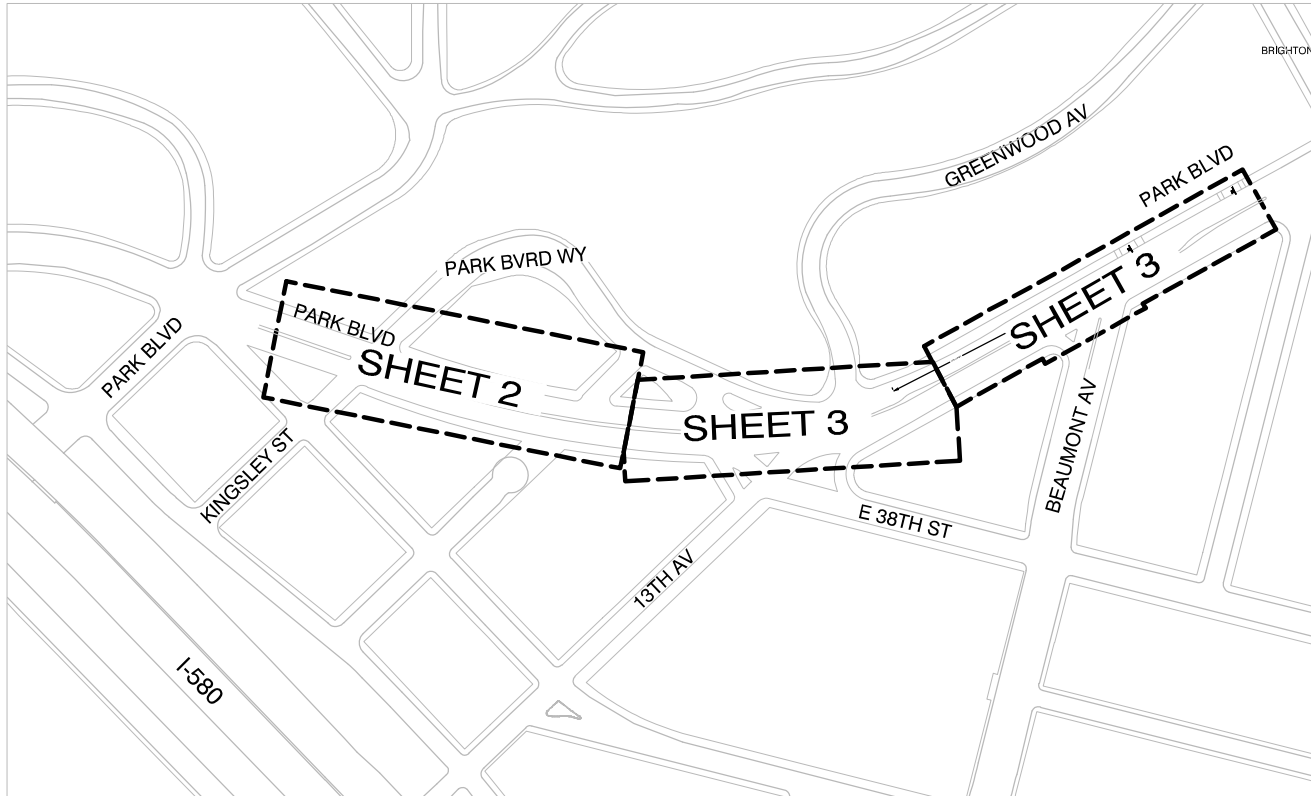 BRIGHTON
GREENWOOD AV
PARK BLVD
PARK BVRD WY
SHEET 3
PARK BLVD
PARK BLVD
SHEET 2
SHEET 3
BEAUMONT AV
KINGSLEY ST
E 38TH ST
13TH AV
I-580